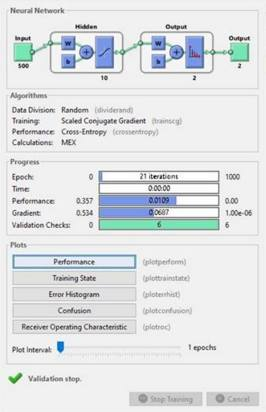 Neural Network
Hidden Output
Input Output
W W
b b
500 10 2 2
Algorithms
Data Division: Random (dividerand)
Training: Scaled Conjugate Gradient (trainscg)
Performance: Cross-Entropy (crossentropy)
Calculations: MEX
Progress
Epoch: 0 21 iterations 1000
Time: 0:00:00
Performance: 0.357 0.0109 0.00
Gradient: 0.534 0.0687 1.00e-06
Validation Checks: 0 6 6
Plots
Performance (plotperform)
Training State (plottrainstate)
Error Histogram (ploterrhist)
Confusion (plotconfusion)
Receiver Operating Characteristic (plotroc)
Plot Interval: 1 epochs
Validation stop.
Stop Training Cancel